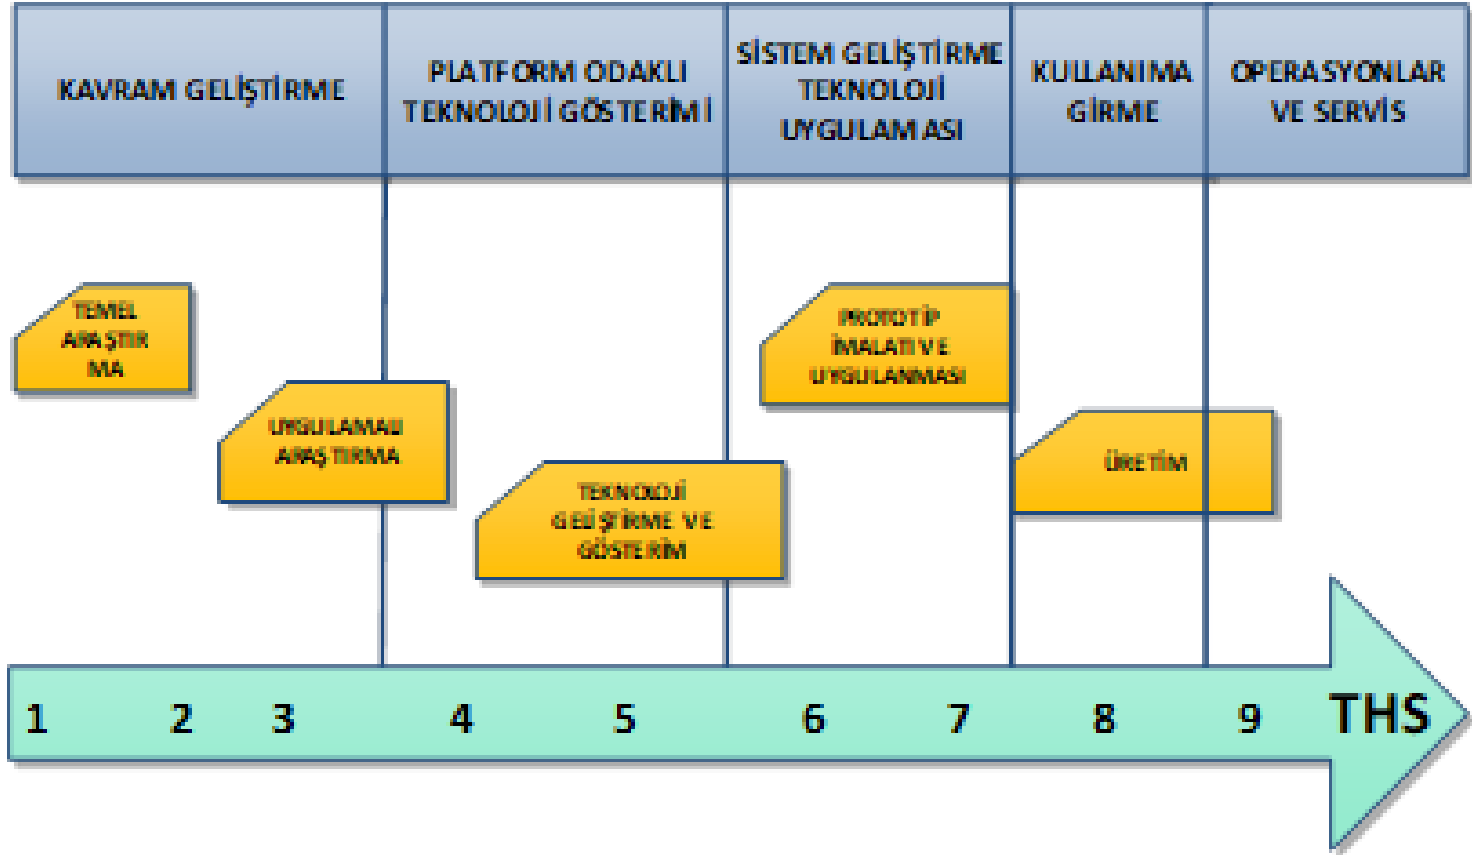 KAVRAM GELİŞTİRME
PLATFORM ODAKLI
TEKNOLOJİ GÖSTERİMİ
SİSTEM GELİŞTİRME
TEKNOLOJİ
UYGULAMASI
KULLANIMA
GİRME
OPERASYONLAR
VE SERVİS
TEMEL
ARAŞTIR
MA
UYGULAMALI
ARAŞTIRMA
TEKNOLOJİ
GELİŞTİRME VE
GÖSTERİM
PROTOTİP
İMALATI VE
UYGULANMASI
ÜRETİM
1 2 3 4 5 6 7 8 9 THS